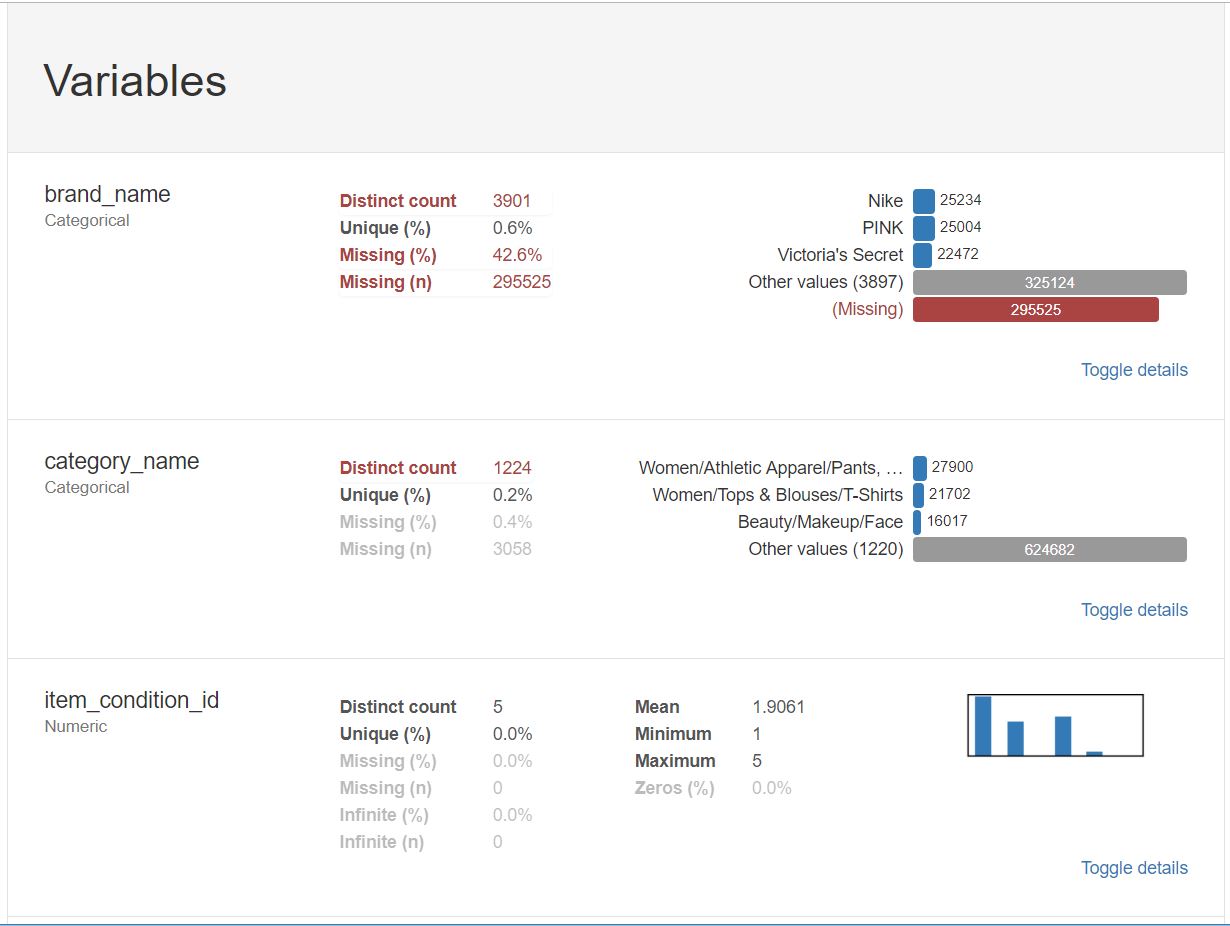 Variables
brand_name
Categorical
Distinct count 3901
Unique (%) 0.6%
Missing (%) 42.6%
Missing (n) 295525
Nike 25234
PINK 25004
Victoria's Secret 22472
Other values (3897) 325124
(Missing) 295525
Toggle details
category_name
Categorical
Distinct count 1224
Unique (%) 0.2%
Missing (%) 0.4%
Missing (n) 3058
Women/Athletic Apparel/Pants, ... 27900
Women/Tops & Blouses/T-Shirts 21702
Beauty/Makeup/Face 16017
Other values (1220) 624682
Toggle details
item_condition_id
Numeric
Distinct count 5
Unique (%) 0.0%
Missing (%) 0.0%
Missing (n) 0
Infinite (%) 0.0%
Infinite (n) 0
Mean 1.9061
Minimum 1
Maximum 5
Zeros (%) 0.0%
Toggle details